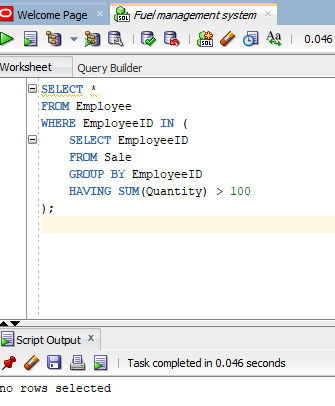 Welcome Page x Fuel management system x
SQL Aa 0.046
Worksheet Query Builder
SELECT *
FROM Employee
WHERE EmployeeID IN (
SELECT EmployeeID
FROM Sale
GROUP BY EmployeeID
HAVING SUM(Quantity) > 100
);
Script Output x
Task completed in 0.046 seconds
no rows selected